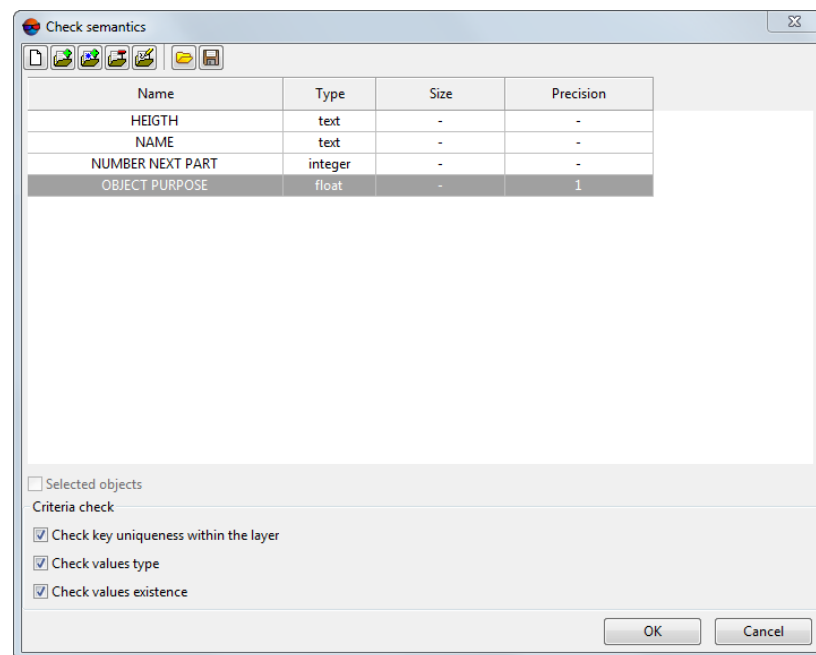 Check semantics
Name Type Size Precision
HEIGTH text - -
NAME text - -
NUMBER NEXT PART integer - -
OBJECT PURPOSE float - 1
Selected objects
Criteria check
Check key uniqueness within the layer
Check values type
Check values existence
OK Cancel